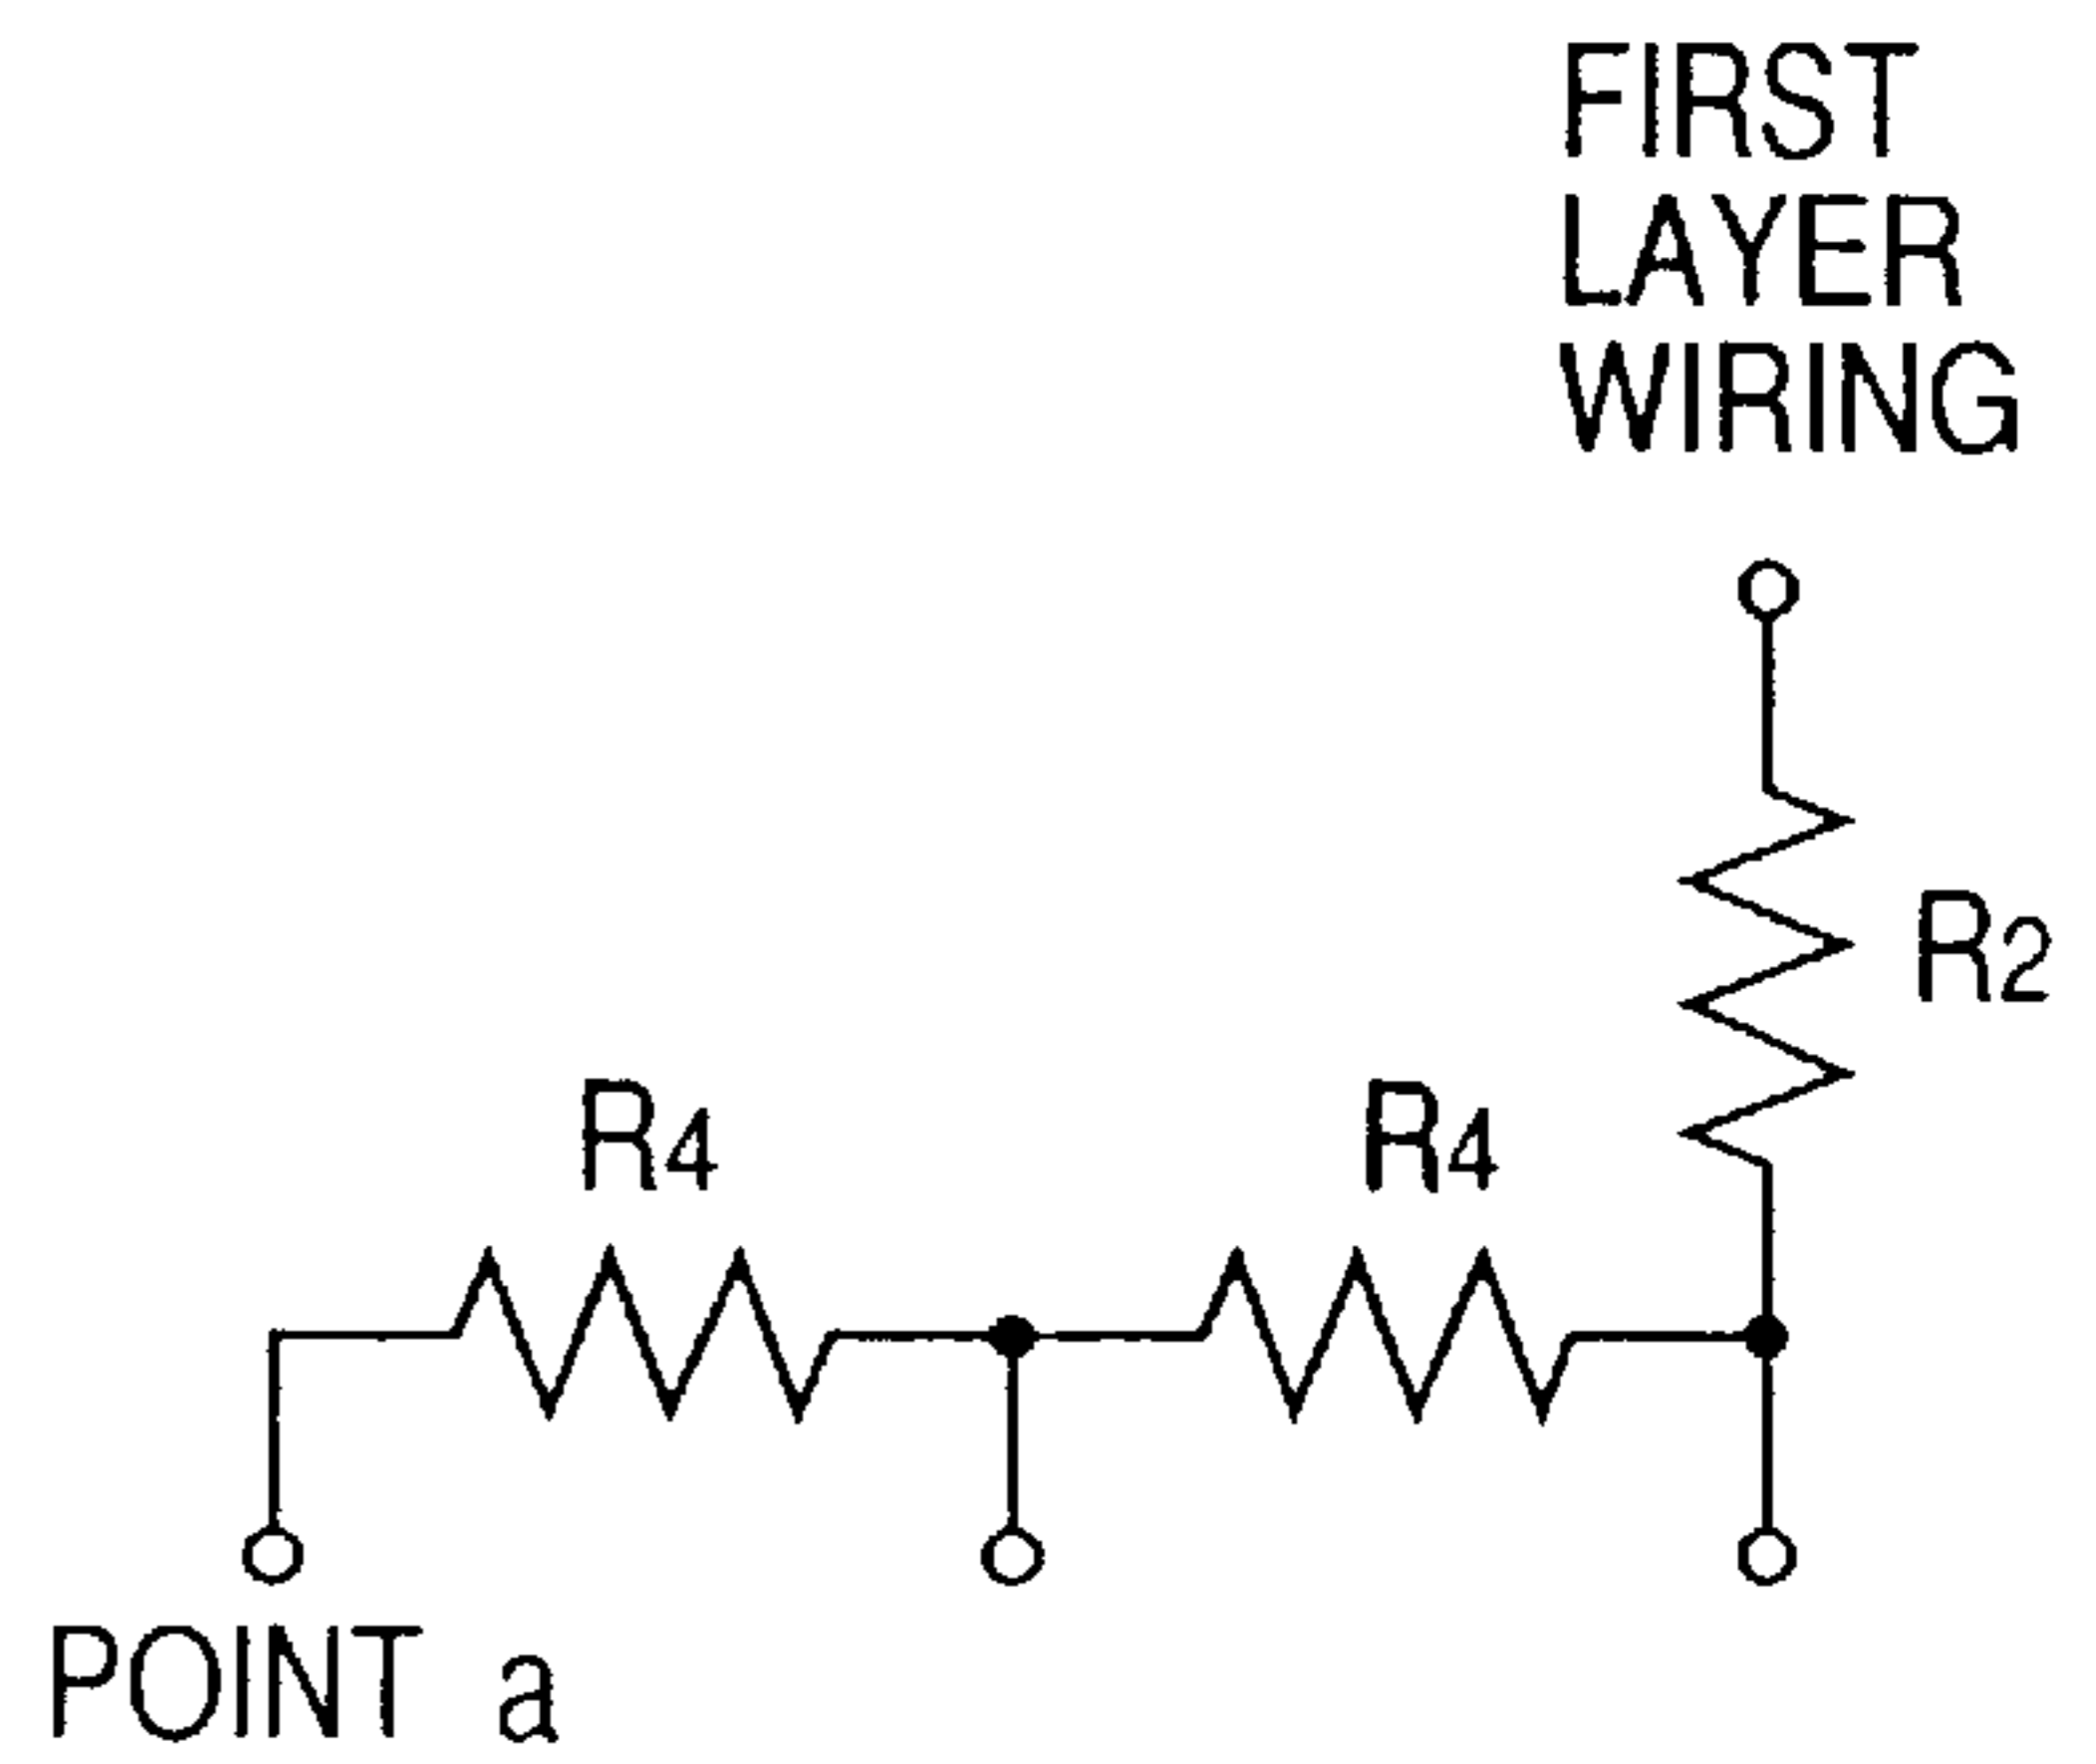 FIRST
LAYER
WIRING
R2
R4
R4
POINT a